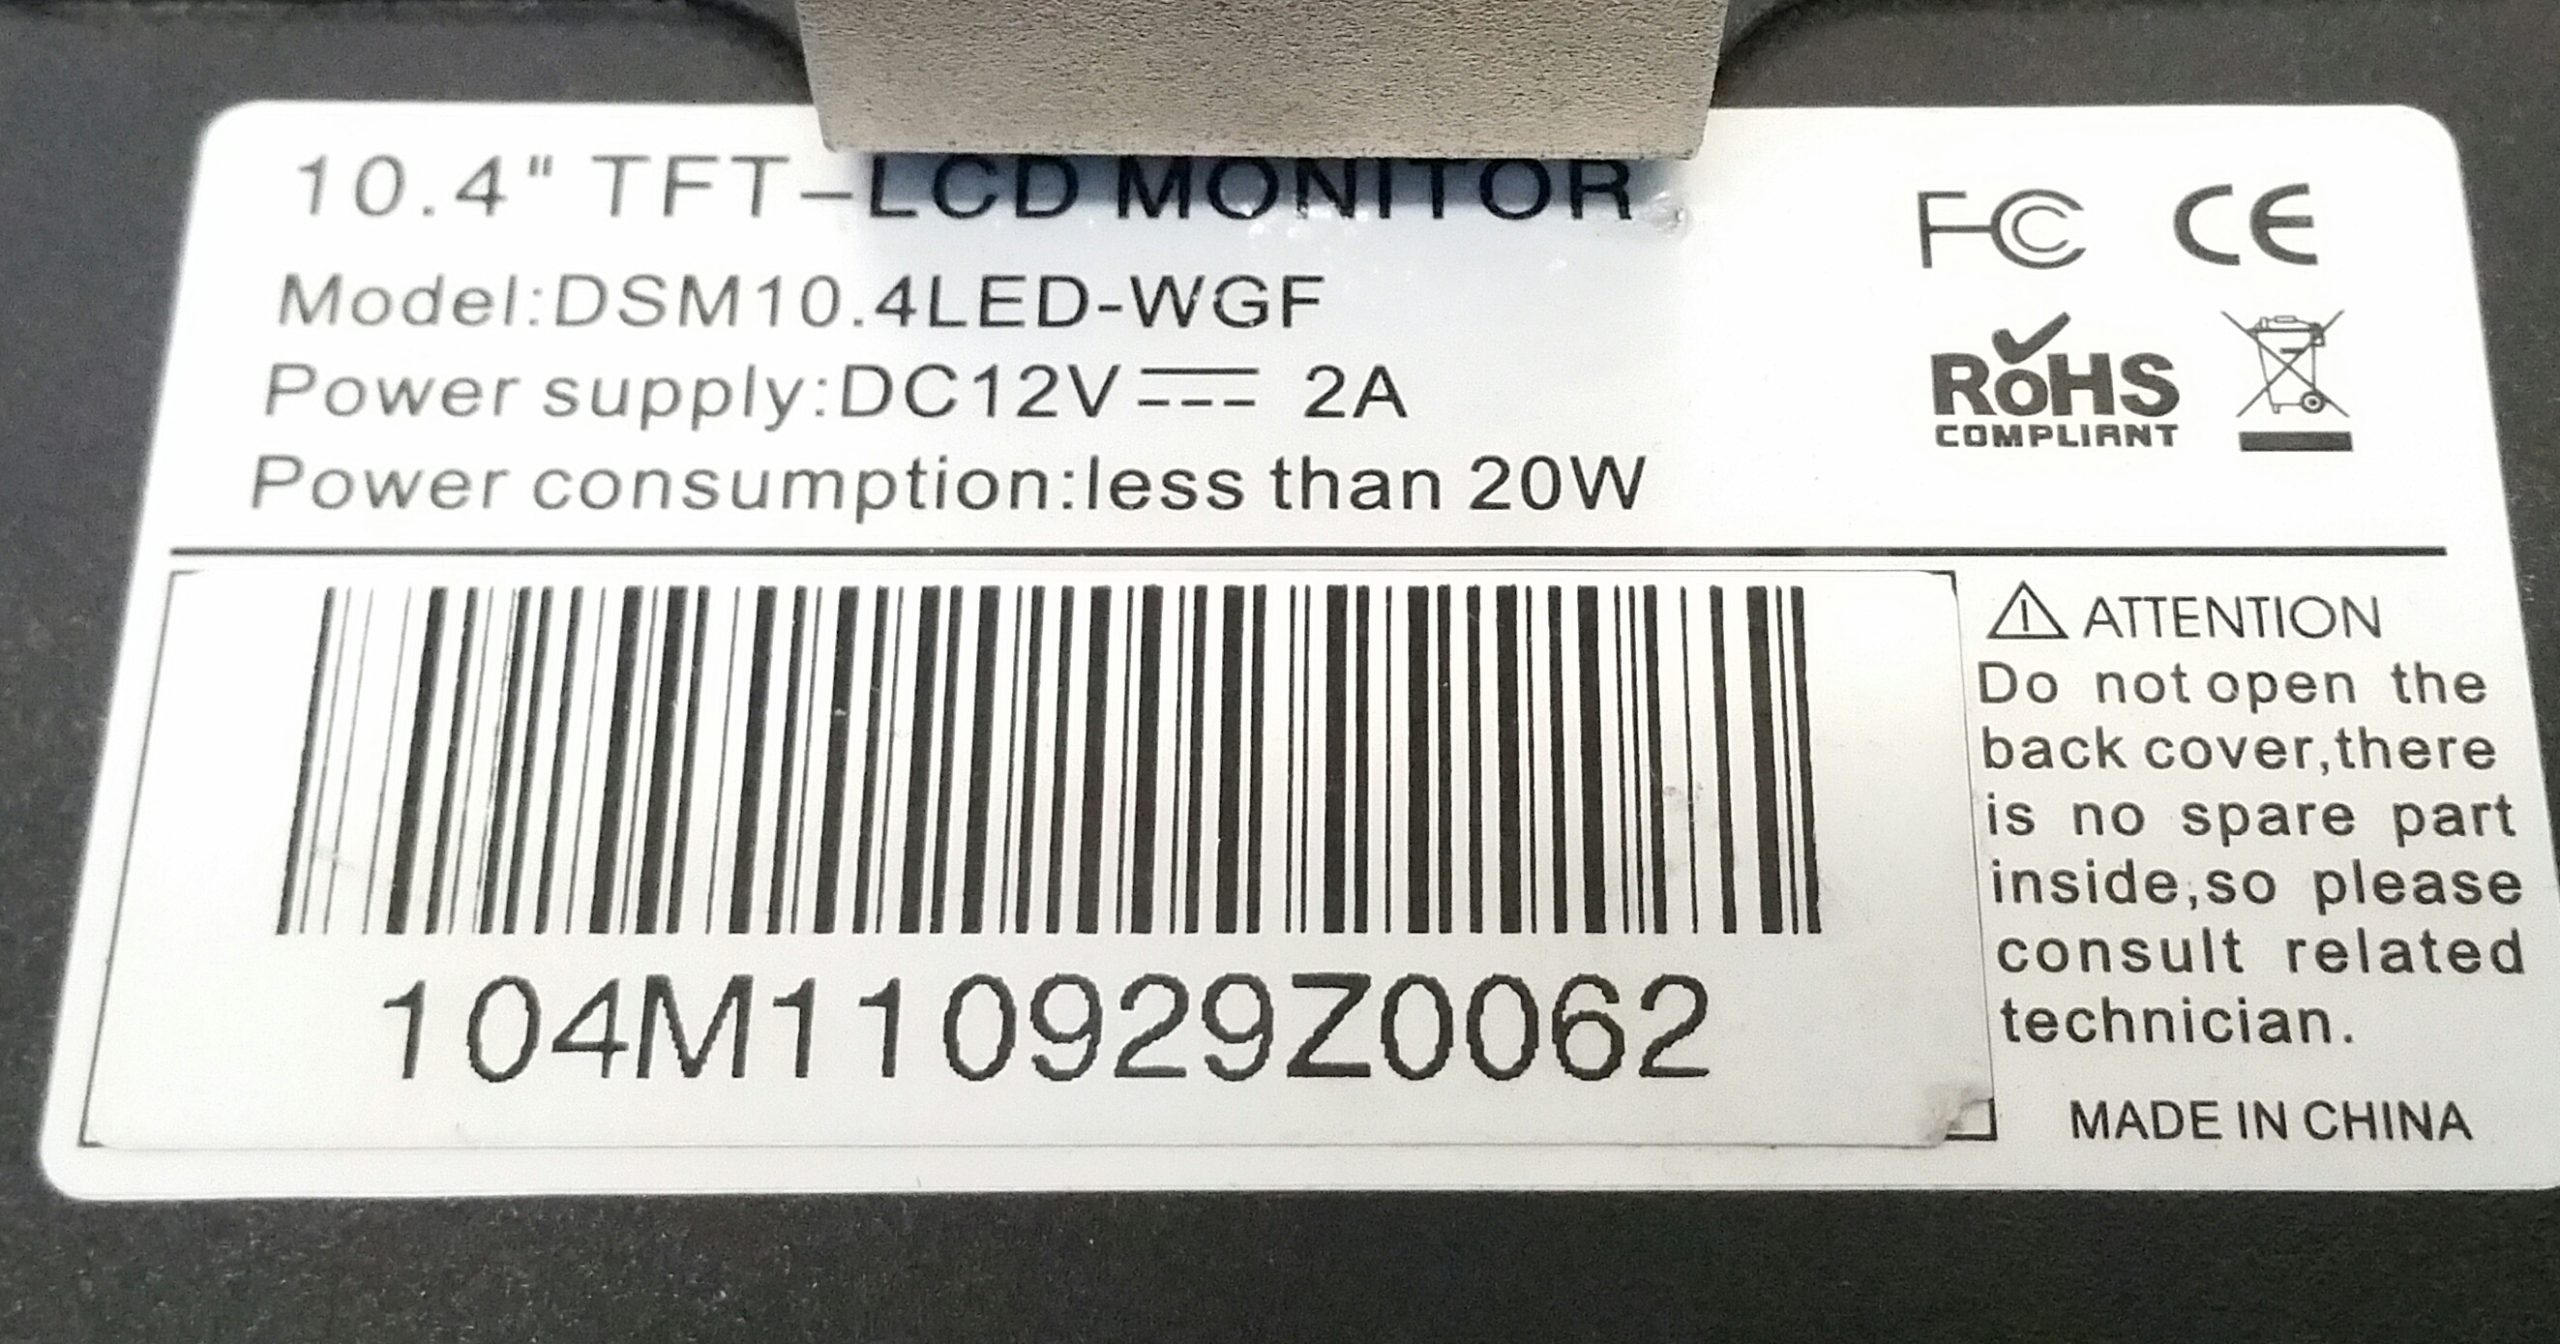 10.4" TFT-LCD MONITOR
Model:DSM10.4LED-WGF
Power supply:DC12V⎓ 2A
Power consumption:less than 20W
FC CE
RoHS
COMPLIANT
104M110929Z0062
⚠ ATTENTION
Do not open the
back cover,there
is no spare part
inside,so please
consult related
technician.
MADE IN CHINA